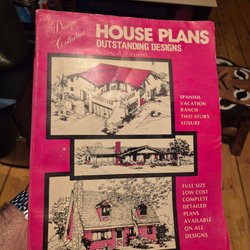 Design
Collection
HOUSE PLANS
OUTSTANDING DESIGNS
SPANISH
VACATION
RANCH
TWO STORY
LEISURE
FULL SIZE
LOW COST
COMPLETE
DETAILED
PLANS
AVAILABLE
ON ALL
DESIGNS